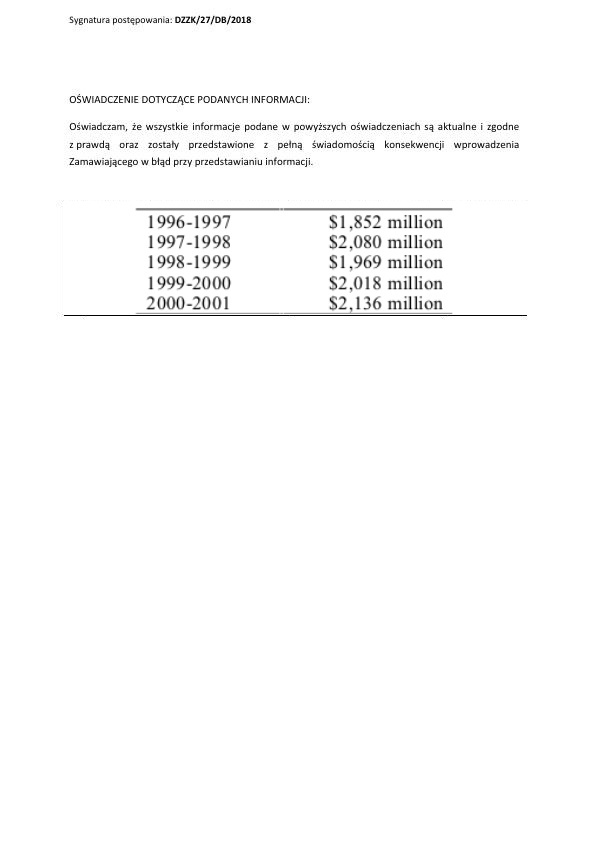 Sygnatura postępowania: DZZK/27/DB/2018
OŚWIADCZENIE DOTYCZĄCE PODANYCH INFORMACJI:
Oświadczam, że wszystkie informacje podane w powyższych oświadczeniach są aktualne i zgodne
z prawdą oraz zostały przedstawione z pełną świadomością konsekwencji wprowadzenia
Zamawiającego w błąd przy przedstawianiu informacji.
1996-1997 $1,852 million
1997-1998 $2,080 million
1998-1999 $1,969 million
1999-2000 $2,018 million
2000-2001 $2,136 million